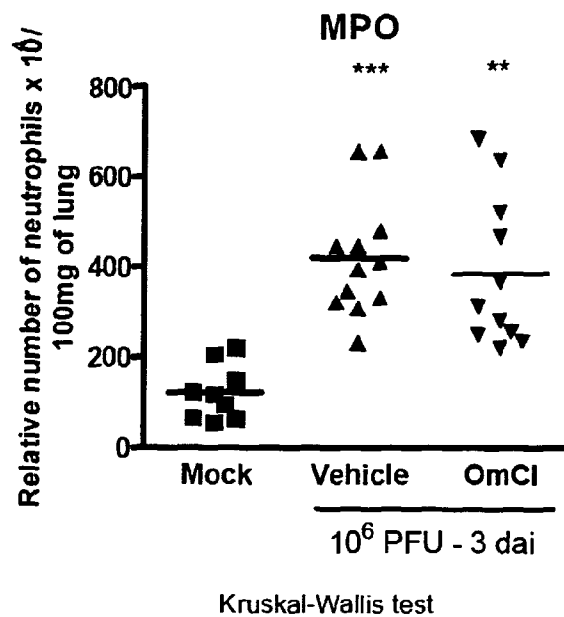 MPO
*** **
Relative number of neutrophils x 10⁴/
100mg of lung
800
600
400
200
0
Mock Vehicle OmCI
10⁶ PFU - 3 dai
Kruskal-Wallis test